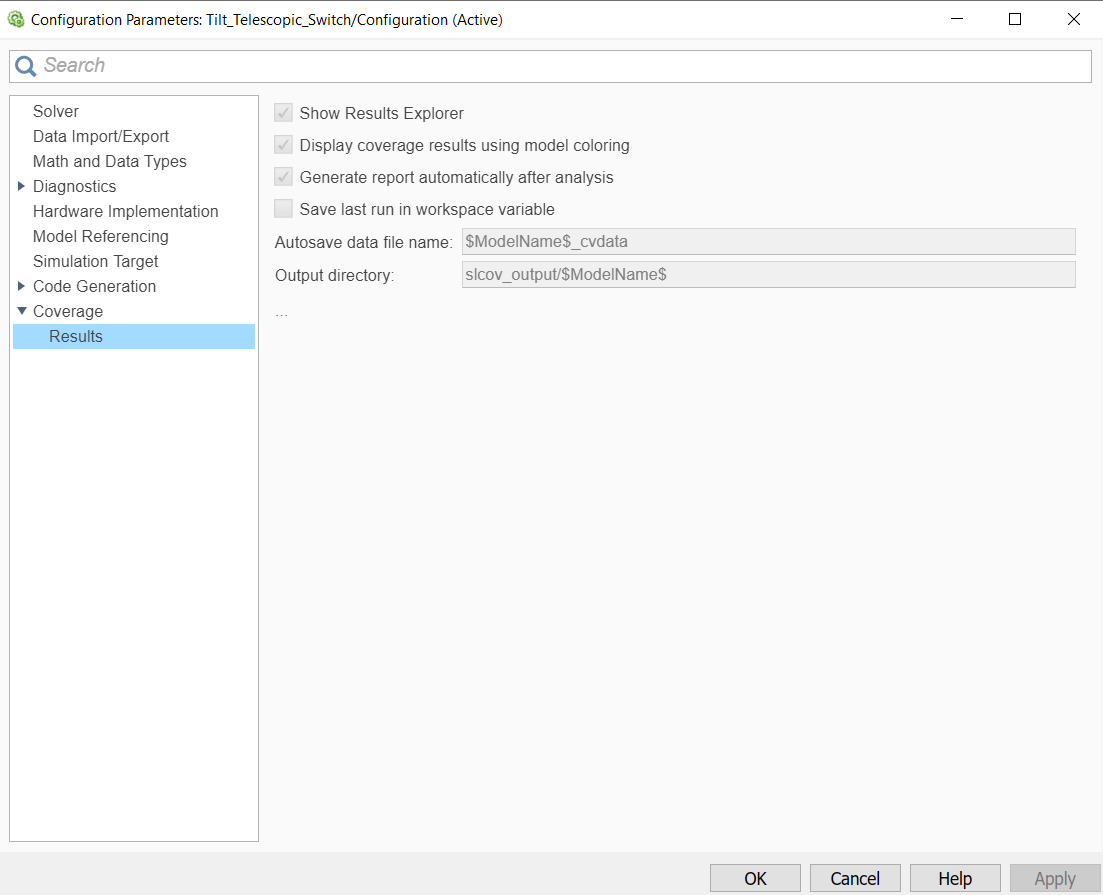 Configuration Parameters: Tilt_Telescopic_Switch/Configuration (Active)
Search
Solver
Data Import/Export
Math and Data Types
Diagnostics
Hardware Implementation
Model Referencing
Simulation Target
Code Generation
Coverage
Results
Show Results Explorer
Display coverage results using model coloring
Generate report automatically after analysis
Save last run in workspace variable
Autosave data file name: $ModelName$_cvdata
Output directory: slcov_output/$ModelName$
...
OK Cancel Help Apply